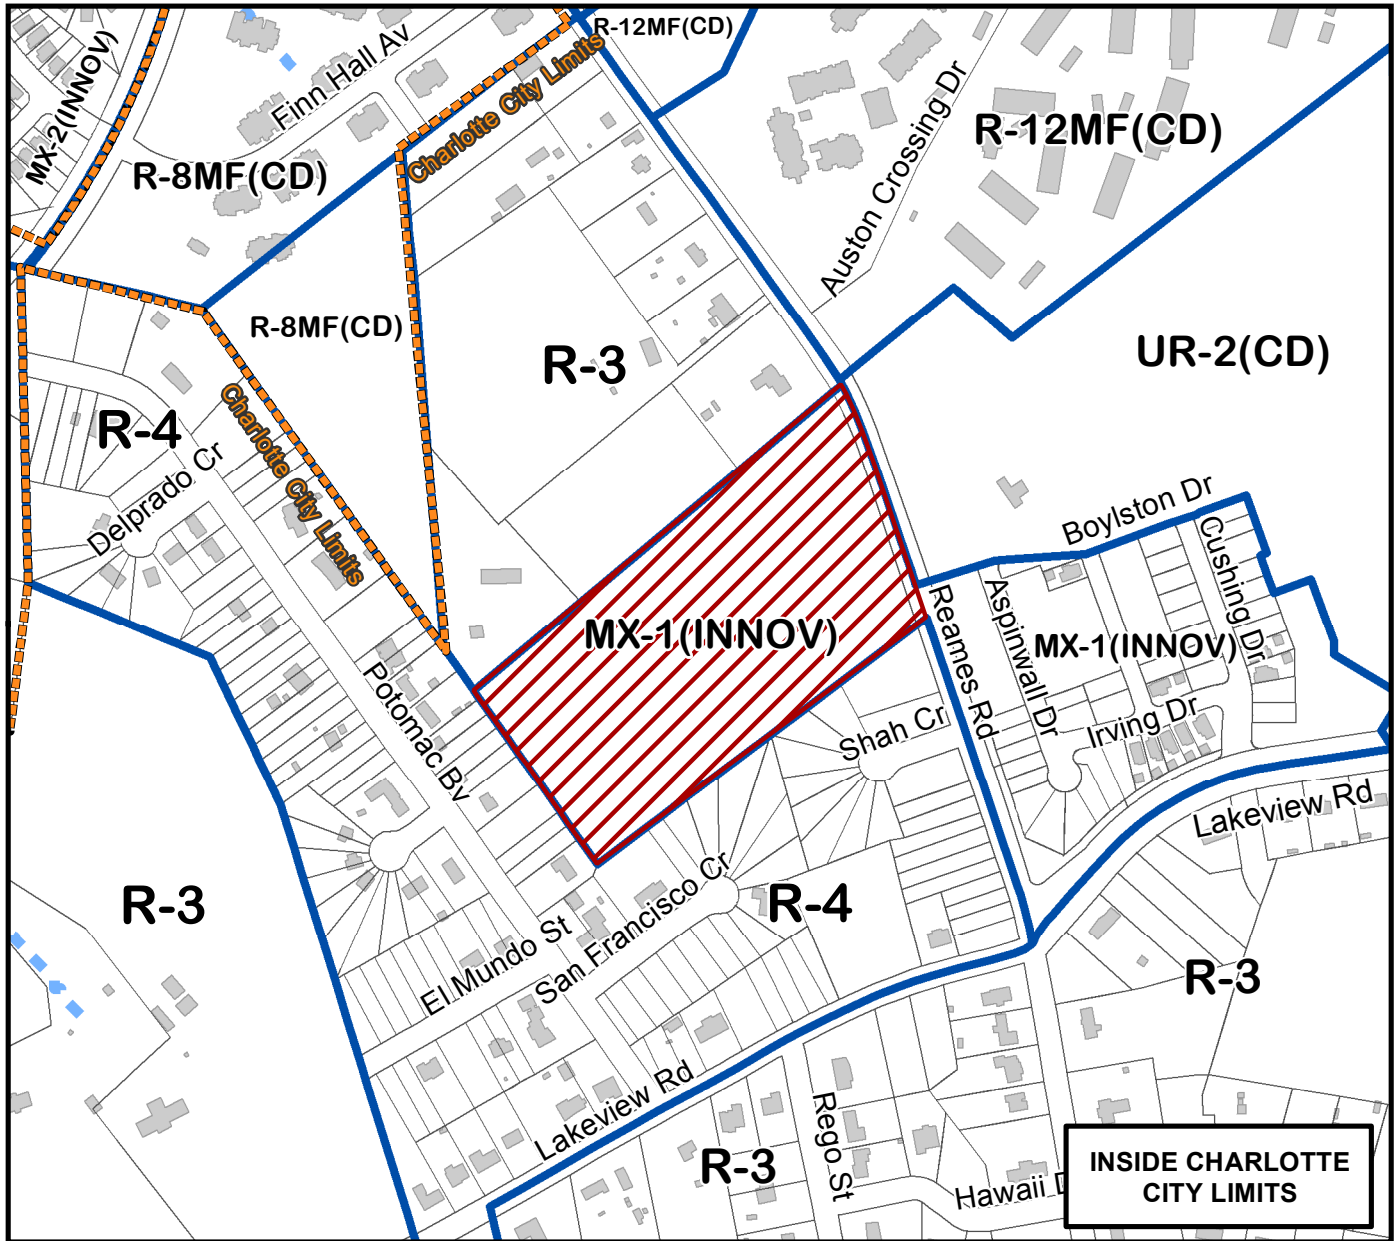 R-12MF(CD)
MX-2(INNOV)
Finn Hall Av
Charlotte City Limits
Auston Crossing Dr
R-12MF(CD)
R-8MF(CD)
R-8MF(CD)
R-3
UR-2(CD)
R-4
Charlotte City Limits
Delprado Cr
Boylston Dr
Cushing Dr
MX-1(INNOV)
Reames Rd
Aspinwall Dr
MX-1(INNOV)
Potomac Bv
Shah Cr
Irving Dr
Lakeview Rd
R-3
R-4
San Francisco Cr
El Mundo St
R-3
Lakeview Rd
Rego St
R-3
Hawaii D
INSIDE CHARLOTTE
CITY LIMITS